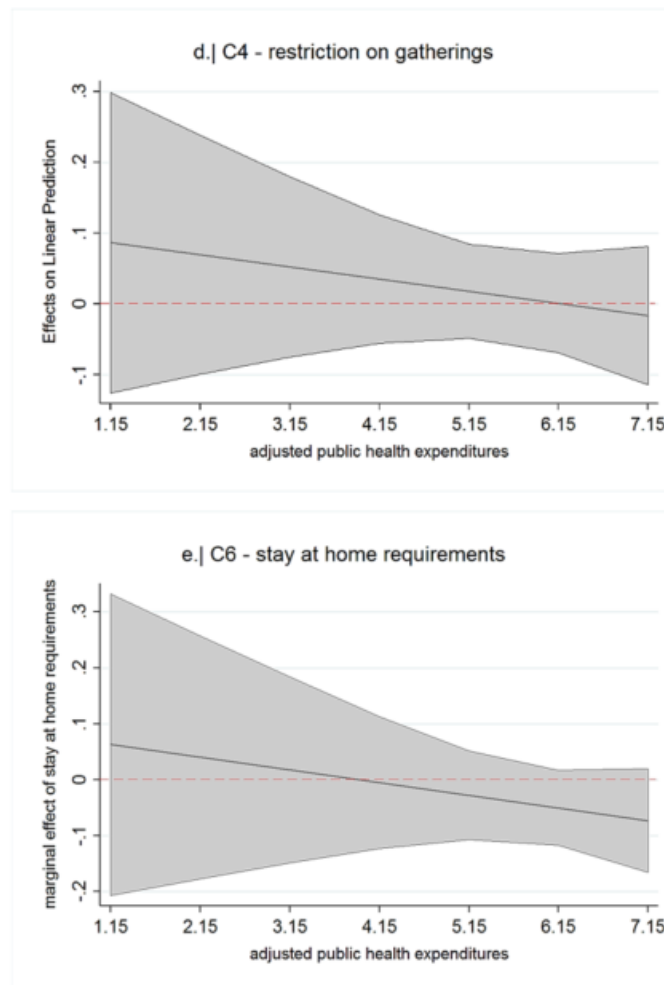 d.| C4 - restriction on gatherings
Effects on Linear Prediction
.3
.2
.1
0
-.1
1.15 2.15 3.15 4.15 5.15 6.15 7.15
adjusted public health expenditures
e.| C6 - stay at home requirements
marginal effect of stay at home requirements
.3
.2
.1
0
-.1
-.2
1.15 2.15 3.15 4.15 5.15 6.15 7.15
adjusted public health expenditures